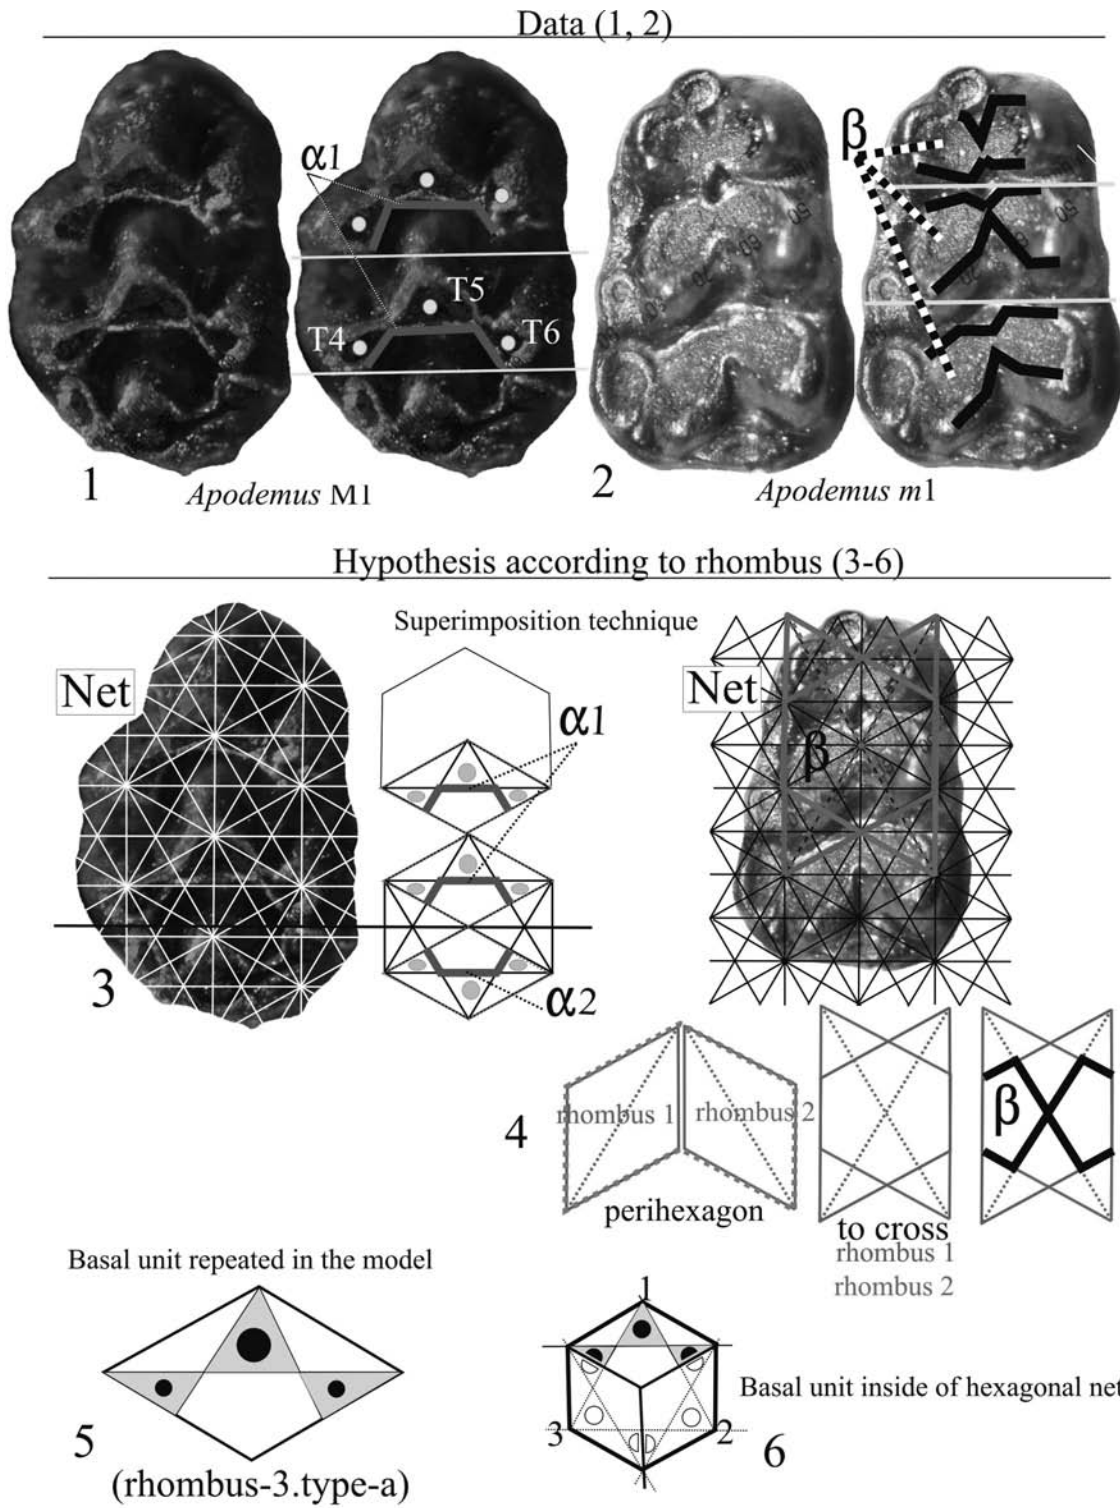 Data (1, 2)
α1
β
T5
T4
T6
1
Apodemus M1
2
Apodemus m1
50
Hypothesis according to rhombus (3-6)
Superimposition technique
Net
Net
α1
β
3
α2
4
rhombus 1
rhombus 2
β
perihexagon
to cross
rhombus 1
rhombus 2
Basal unit repeated in the model
1
Basal unit inside of hexagonal net
3
2
5
6
(rhombus-3.type-a)